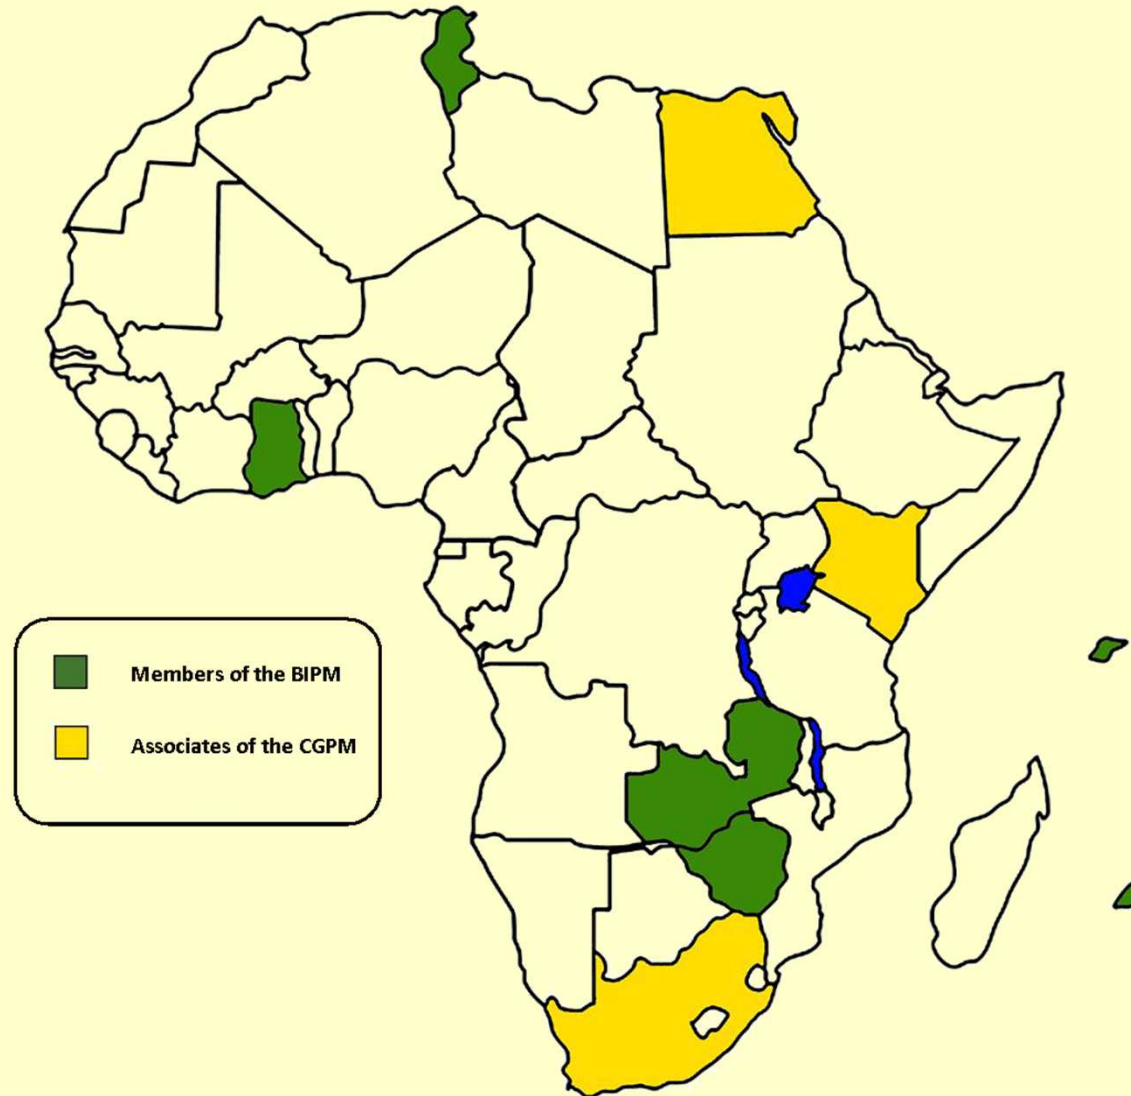 Members of the BIPM
Associates of the CGPM